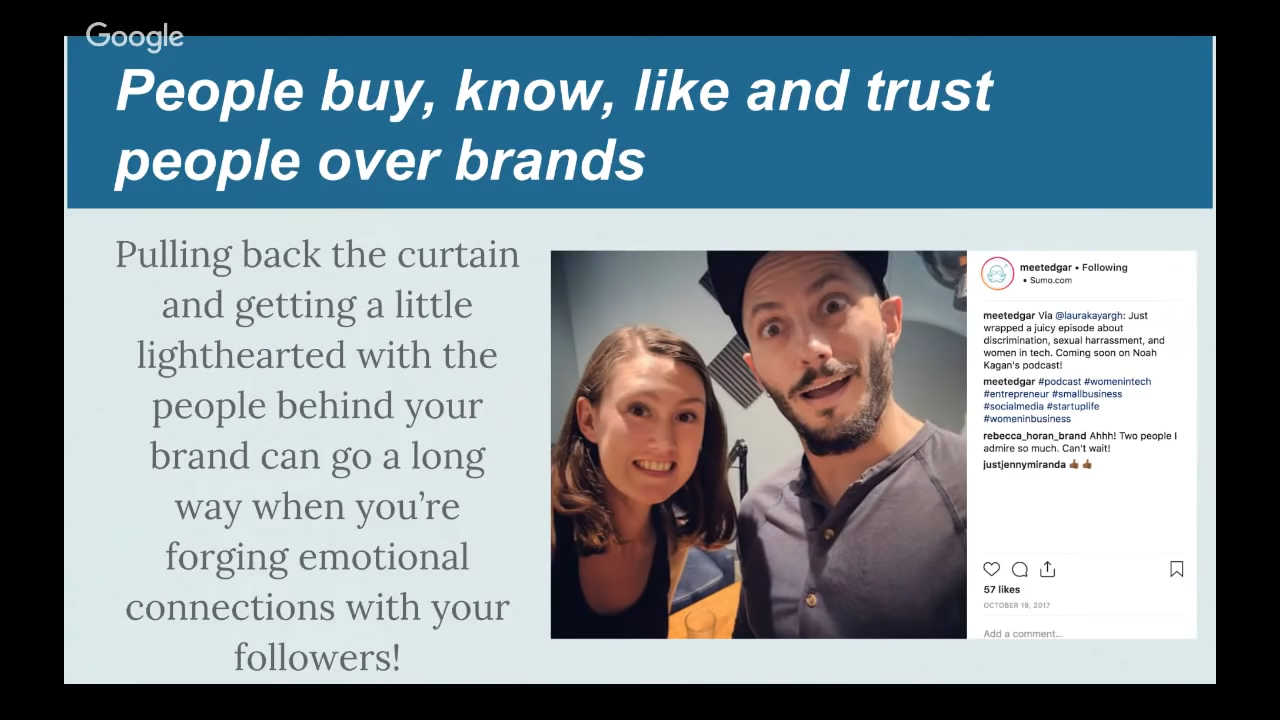 Google
People buy, know, like and trust
people over brands
Pulling back the curtain
and getting a little
lighthearted with the
people behind your
brand can go a long
way when you’re
forging emotional
connections with your
followers!
meetedgar • Following
• Sumo.com
meetedgar Via @laurakayargh: Just
wrapped a juicy episode about
discrimination, sexual harrassment, and
women in tech. Coming soon on Noah
Kagan's podcast!
meetedgar #podcast #womenintech
#entrepreneur #smallbusiness
#socialmedia #startuplife
#womeninbusiness
rebecca_horan_brand Ahhh! Two people I
admire so much. Can't wait!
justjennymiranda 👍🏾 👍🏾
57 likes
OCTOBER 19, 2017
Add a comment...